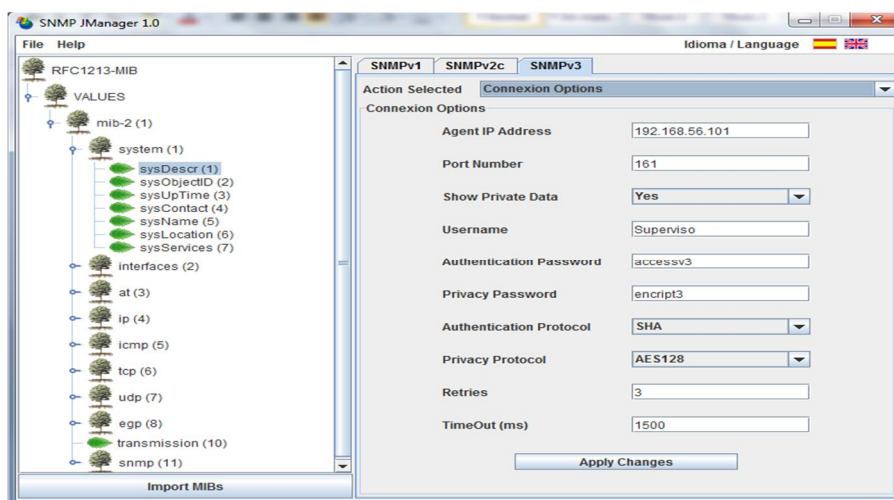 SNMP JManager 1.0
File Help
Idioma / Language
RFC1213-MIB
VALUES
mib-2 (1)
system (1)
sysDescr (1)
sysObjectID (2)
sysUpTime (3)
sysContact (4)
sysName (5)
sysLocation (6)
sysServices (7)
interfaces (2)
at (3)
ip (4)
icmp (5)
tcp (6)
udp (7)
egp (8)
transmission (10)
snmp (11)
Import MIBs
SNMPv1 SNMPv2c SNMPv3
Action Selected Connexion Options
Connexion Options
Agent IP Address 192.168.56.101
Port Number 161
Show Private Data Yes
Username Superviso
Authentication Password accessv3
Privacy Password encript3
Authentication Protocol SHA
Privacy Protocol AES128
Retries 3
TimeOut (ms) 1500
Apply Changes